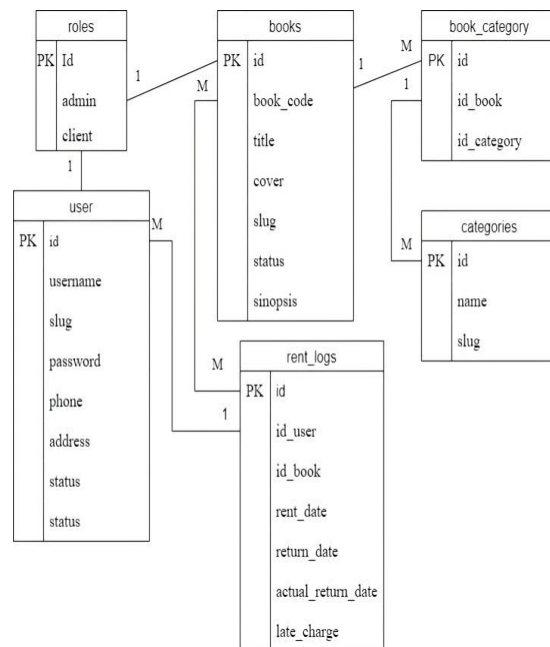 roles
PK Id
admin
client
1
1
books
PK id
book_code
title
cover
slug
status
sinopsis
1
M
M
book_category
PK id
id_book
id_category
1
M
categories
PK id
name
slug
user
PK id
username
slug
password
phone
address
status
status
M
M
1
rent_logs
PK id
id_user
id_book
rent_date
return_date
actual_return_date
late_charge